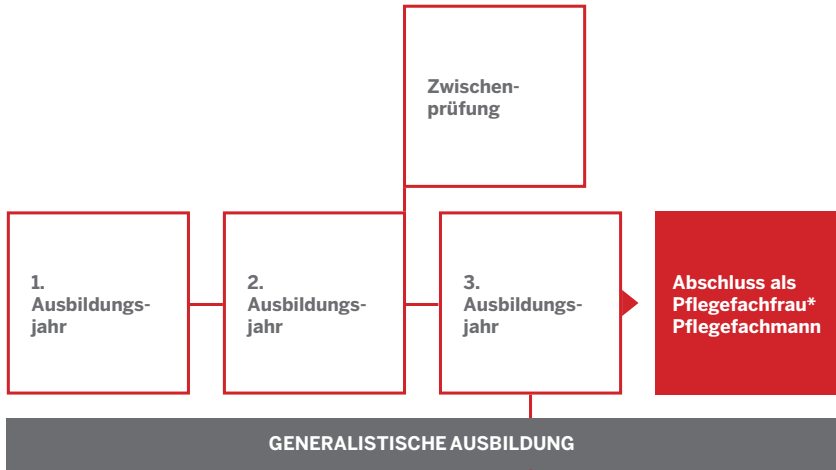 Zwischen-
prüfung
1.
Ausbildungs-
jahr
2.
Ausbildungs-
jahr
3.
Ausbildungs-
jahr
Abschluss als
Pflegefachfrau*
Pflegefachmann
GENERALISTISCHE AUSBILDUNG